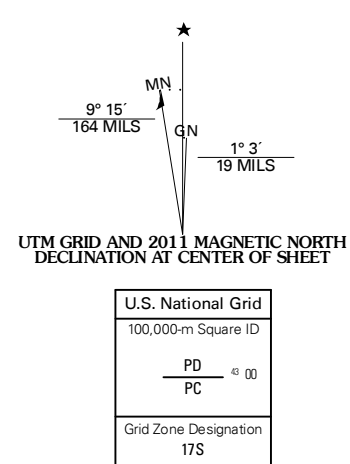 ★
MN
9° 15´
164 MILS
GN
1° 3´
19 MILS
UTM GRID AND 2011 MAGNETIC NORTH
DECLINATION AT CENTER OF SHEET
U.S. National Grid
100,000-m Square ID
PD
43 00
PC
Grid Zone Designation
17S